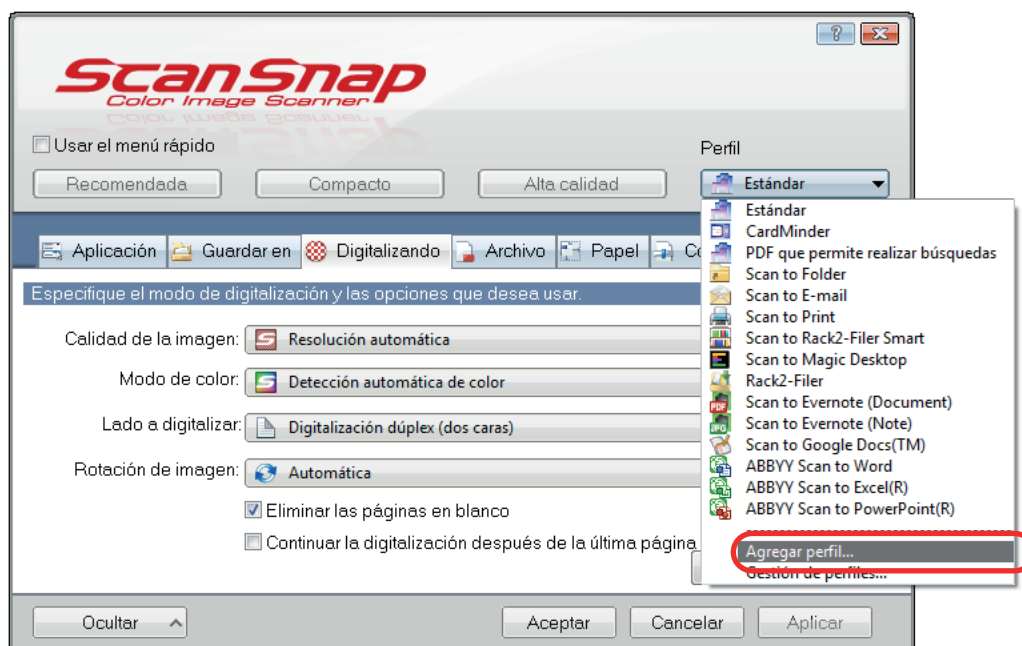 ScanSnap
Color Image Scanner
Usar el menú rápido
Perfil
Recomendada Compacto Alta calidad Estándar
Estándar
CardMinder
PDF que permite realizar búsquedas
Scan to Folder
Scan to E-mail
Scan to Print
Scan to Rack2-Filer Smart
Scan to Magic Desktop
Rack2-Filer
Scan to Evernote (Document)
Scan to Evernote (Note)
Scan to Google Docs(TM)
ABBYY Scan to Word
ABBYY Scan to Excel(R)
ABBYY Scan to PowerPoint(R)
Agregar perfil...
Gestión de perfiles...
Aplicación Guardar en Digitalizando Archivo Papel
Especifique el modo de digitalización y las opciones que desea usar.
Calidad de la imagen: Resolución automática
Modo de color: Detección automática de color
Lado a digitalizar: Digitalización dúplex (dos caras)
Rotación de imagen: Automática
Eliminar las páginas en blanco
Continuar la digitalización después de la última página
Ocultar Aceptar Cancelar Aplicar